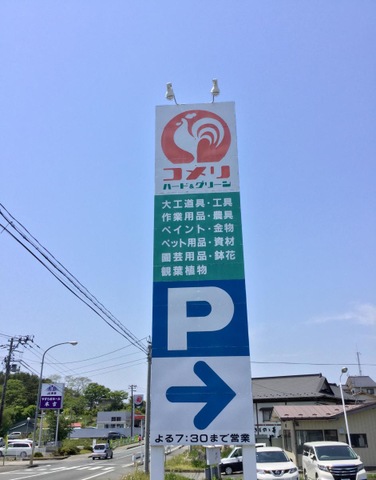 コメリ
ハード&グリーン
大工道具・工具
作業用品・農具
ペイント・金物
ペット用品・資材
園芸用品・鉢花
観葉植物
P
よる7:30まで営業